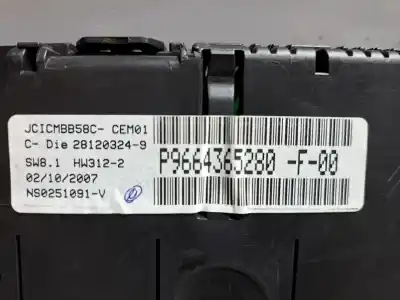 JCICMBB58C- CEM01
C- Die 28120324-9
SW8.1 HW312-2
02/10/2007
NS0251091-V
P9664365280 -F-00